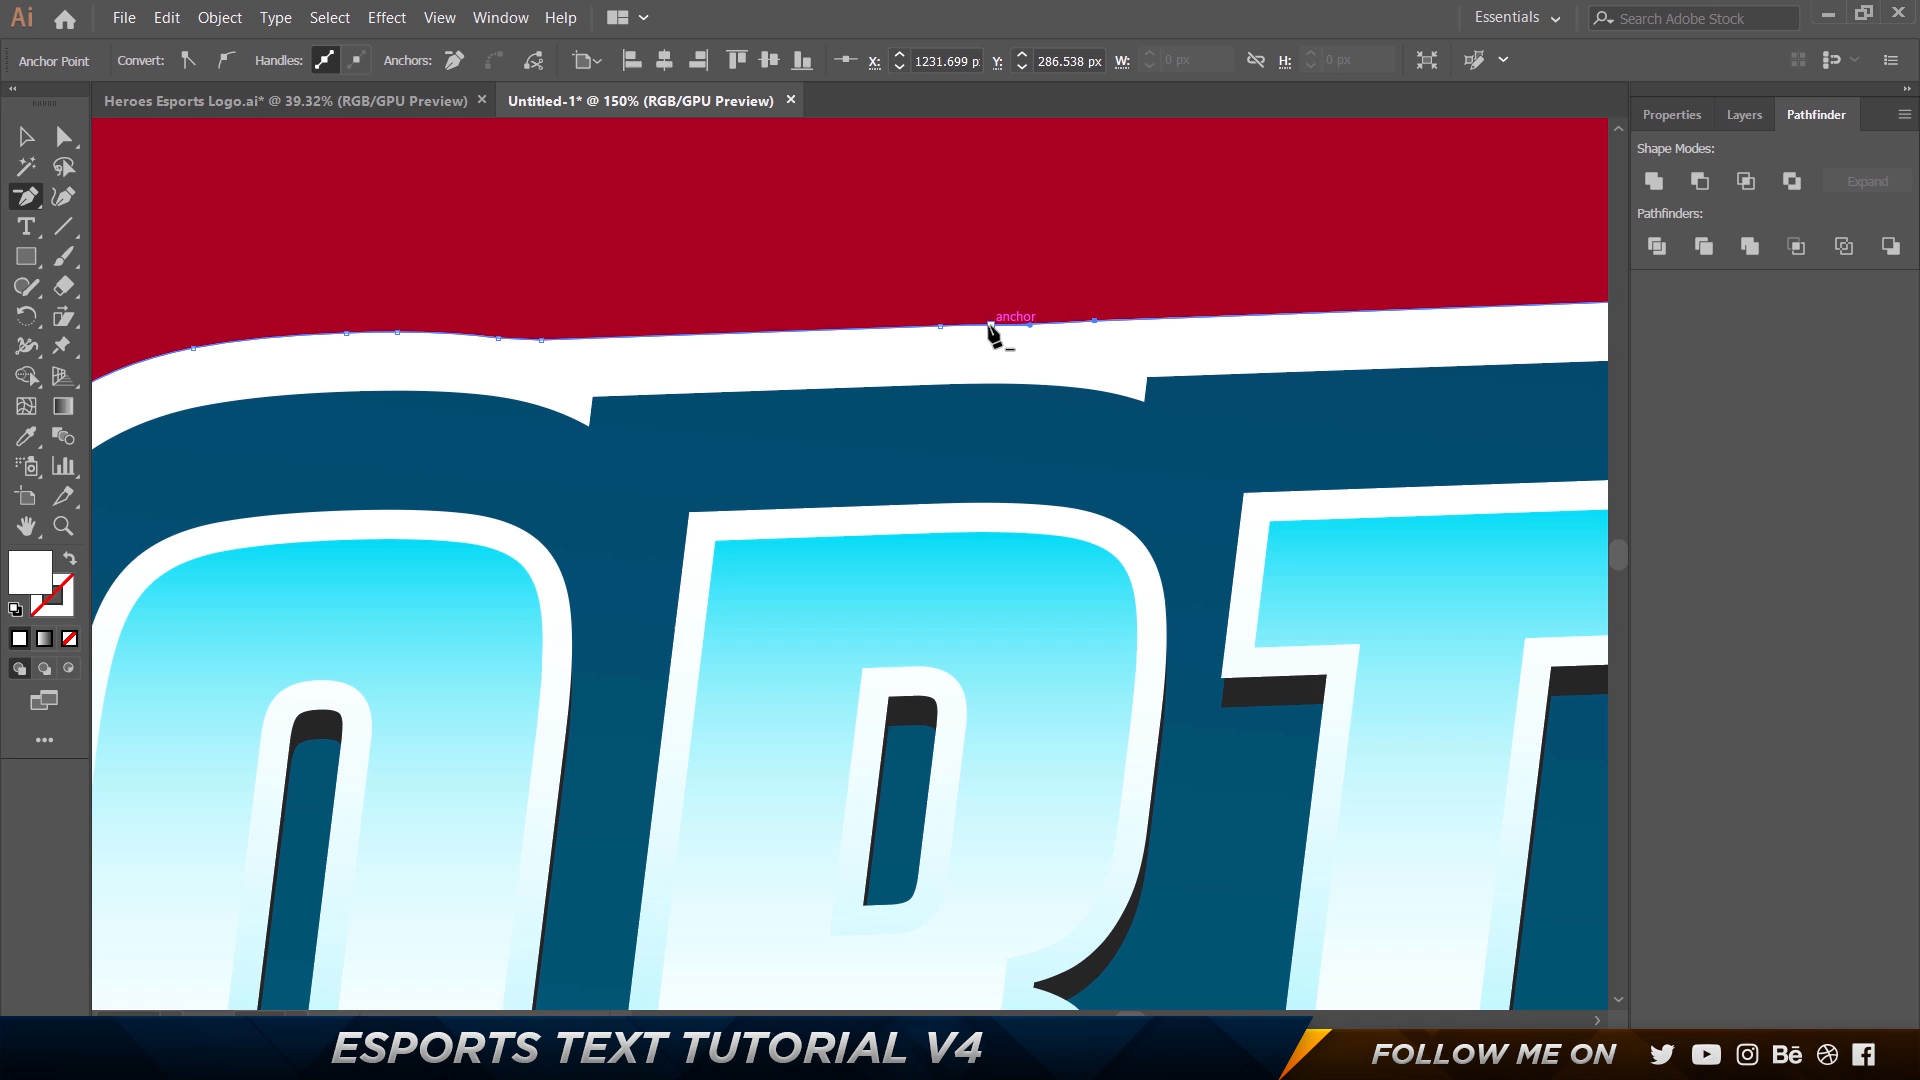 Ai File Edit Object Type Select Effect View Window Help Essentials Search Adobe Stock
Anchor Point Convert: Handles: Anchors: X: 1231.699 p Y: 286.538 px W: 0 px H: 0 px
Heroes Esports Logo.ai* @ 39.32% (RGB/GPU Preview) Untitled-1* @ 150% (RGB/GPU Preview)
Properties Layers Pathfinder
Shape Modes:
Expand
Pathfinders:
anchor
ORT
ESPORTS TEXT TUTORIAL V4
FOLLOW ME ON Bē